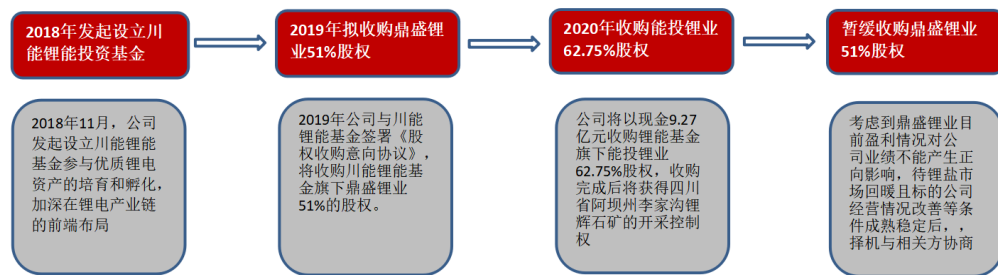 2018年发起设立川
能锂能投资基金
2019年拟收购鼎盛锂
业51%股权
2020年收购能投锂业
62.75%股权
暂缓收购鼎盛锂业
51%股权
2018年11月，公司
发起设立川能锂能
基金参与优质锂电
资产的培育和孵化，
加深在锂电产业链
的前端布局
2019年公司与川能
锂能基金签署《股
权收购意向协议》，
将收购川能锂能基
金旗下鼎盛锂业
51%的股权。
公司将以现金9.27
亿元收购锂能基金
旗下能投锂业
62.75%股权，收购
完成后将获得四川
省阿坝州李家沟锂
辉石矿的开采控制
权
考虑到鼎盛锂业目
前盈利情况对公
司业绩不能产生正
向影响，待锂盐市
场回暖且标的公司
经营情况改善等条
件成熟稳定后，，
择机与相关方协商